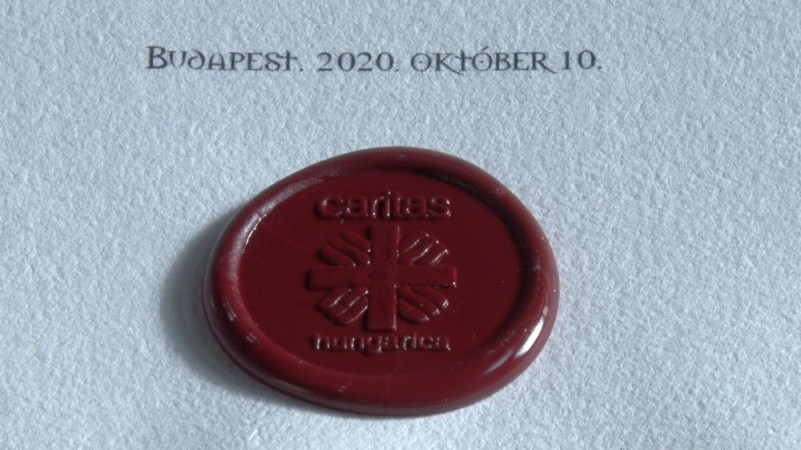 Budapest, 2020. október 10.
caritas
hungarica